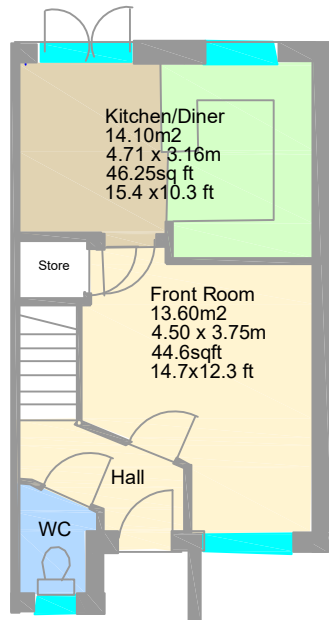 Kitchen/Diner
14.10m2
4.71 x 3.16m
46.25sq ft
15.4 x10.3 ft
Store
Front Room
13.60m2
4.50 x 3.75m
44.6sqft
14.7x12.3 ft
Hall
WC